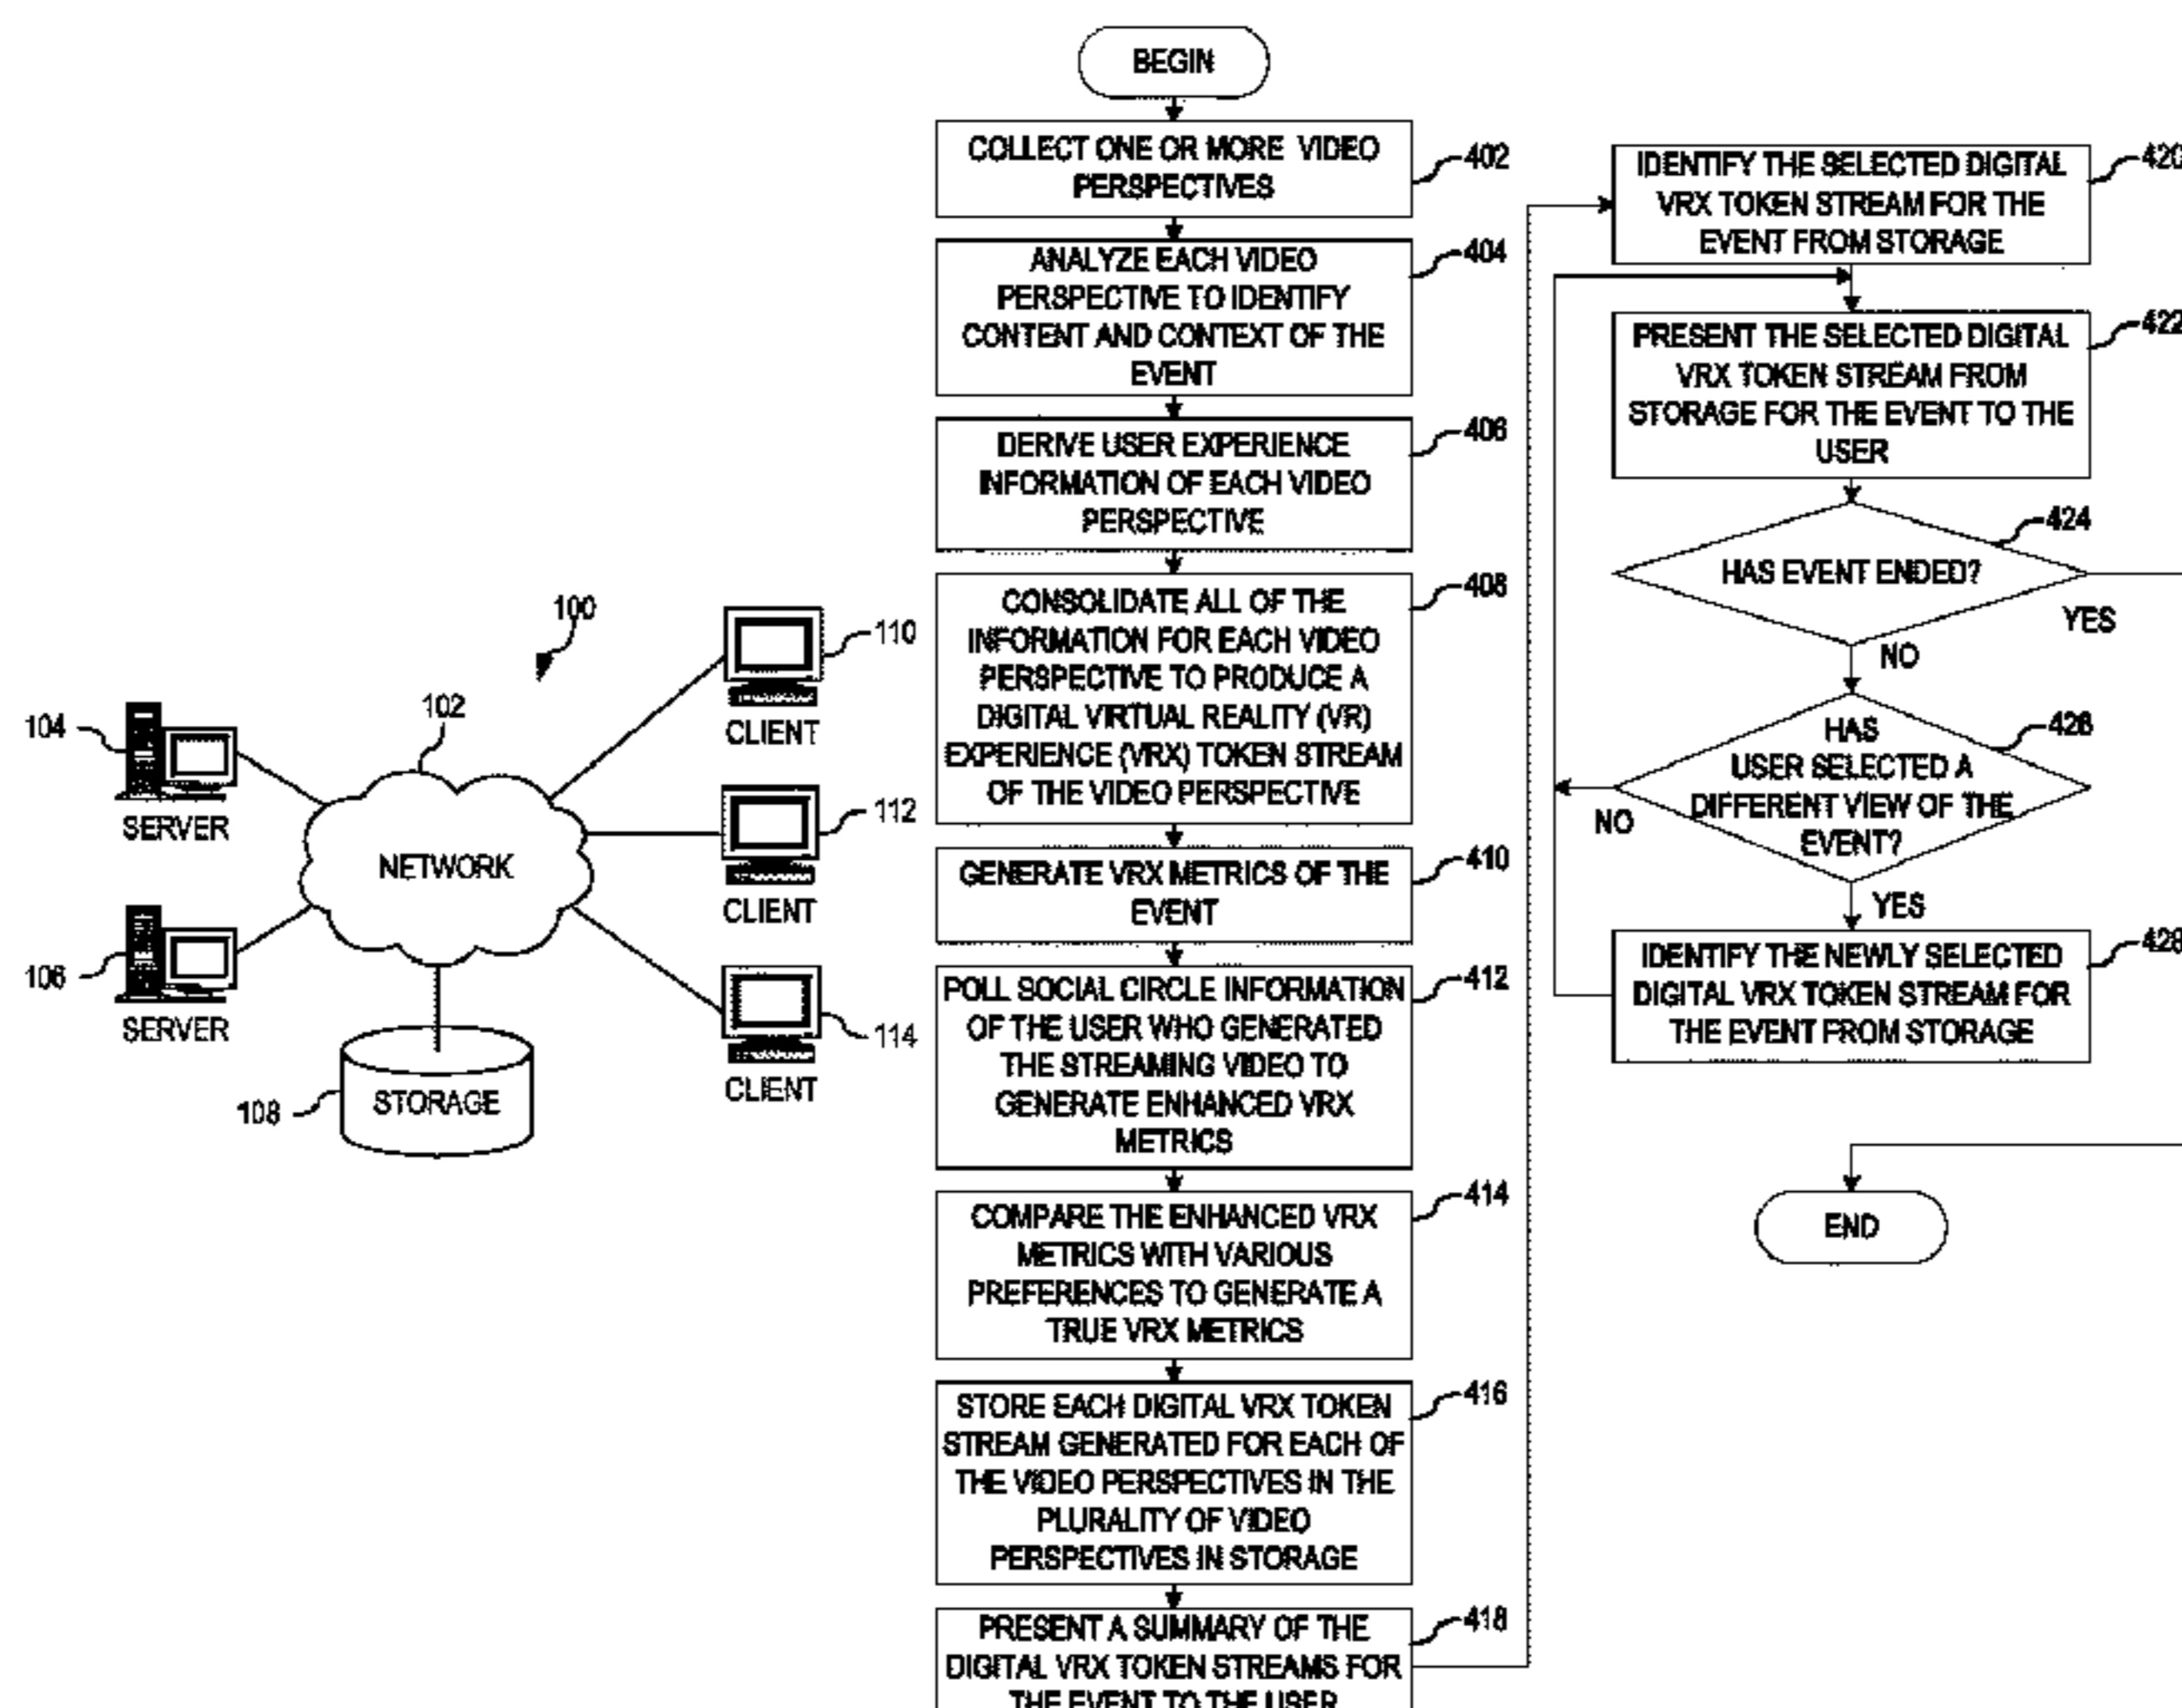 100
102
104
SERVER
106
SERVER
NETWORK
108
STORAGE
110
CLIENT
112
CLIENT
114
CLIENT
BEGIN
COLLECT ONE OR MORE VIDEO
PERSPECTIVES
402
ANALYZE EACH VIDEO
PERSPECTIVE TO IDENTIFY
CONTENT AND CONTEXT OF THE
EVENT
404
DERIVE USER EXPERIENCE
INFORMATION OF EACH VIDEO
PERSPECTIVE
406
CONSOLIDATE ALL OF THE
INFORMATION FOR EACH VIDEO
PERSPECTIVE TO PRODUCE A
DIGITAL VIRTUAL REALITY (VR)
EXPERIENCE (VRX) TOKEN STREAM
OF THE VIDEO PERSPECTIVE
408
GENERATE VRX METRICS OF THE
EVENT
410
POLL SOCIAL CIRCLE INFORMATION
OF THE USER WHO GENERATED
THE STREAMING VIDEO TO
GENERATE ENHANCED VRX
METRICS
412
COMPARE THE ENHANCED VRX
METRICS WITH VARIOUS
PREFERENCES TO GENERATE A
TRUE VRX METRICS
414
STORE EACH DIGITAL VRX TOKEN
STREAM GENERATED FOR EACH OF
THE VIDEO PERSPECTIVES IN THE
PLURALITY OF VIDEO
PERSPECTIVES IN STORAGE
416
PRESENT A SUMMARY OF THE
DIGITAL VRX TOKEN STREAMS FOR
THE EVENT TO THE USER
418
IDENTIFY THE SELECTED DIGITAL
VRX TOKEN STREAM FOR THE
EVENT FROM STORAGE
420
PRESENT THE SELECTED DIGITAL
VRX TOKEN STREAM FROM
STORAGE FOR THE EVENT TO THE
USER
422
HAS EVENT ENDED?
424
YES
NO
HAS
USER SELECTED A
DIFFERENT VIEW OF THE
EVENT?
426
NO
YES
IDENTIFY THE NEWLY SELECTED
DIGITAL VRX TOKEN STREAM FOR
THE EVENT FROM STORAGE
428
END